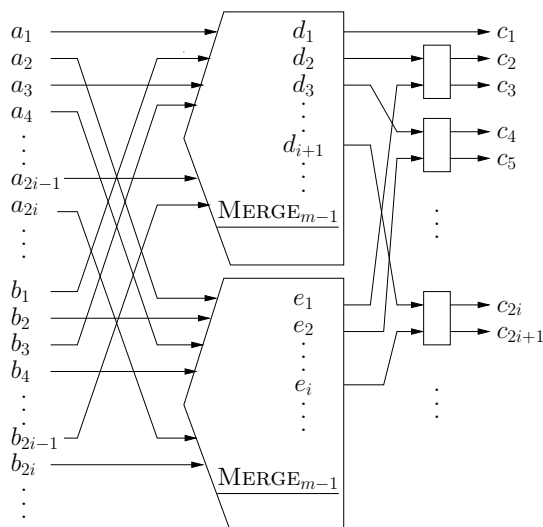 a₁ d₁ c₁
a₂ d₂ c₂
a₃ d₃ c₃
a₄
⋮ ⋮ c₄
dᵢ₊₁ c₅
a₂ᵢ₋₁ ⋮
a₂ᵢ MERGEₘ₋₁ ⋮
⋮
b₁ e₁ c₂ᵢ
b₂ e₂ c₂ᵢ₊₁
b₃ ⋮
b₄ eᵢ
⋮ ⋮ ⋮
b₂ᵢ₋₁
b₂ᵢ MERGEₘ₋₁
⋮